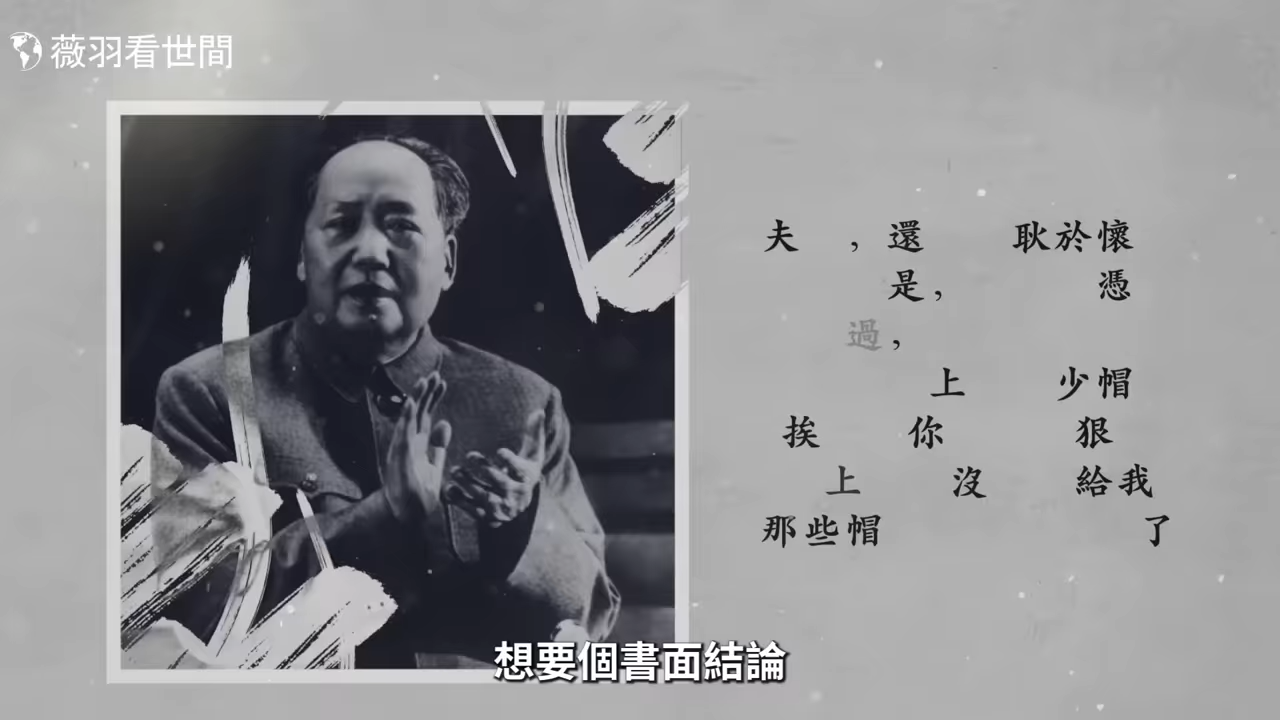 薇羽看世間
夫 ，還 耿於懷
是， 憑
過，
上 少帽
挨 你 狠
上 沒 給我
那些帽 了
想要個書面結論